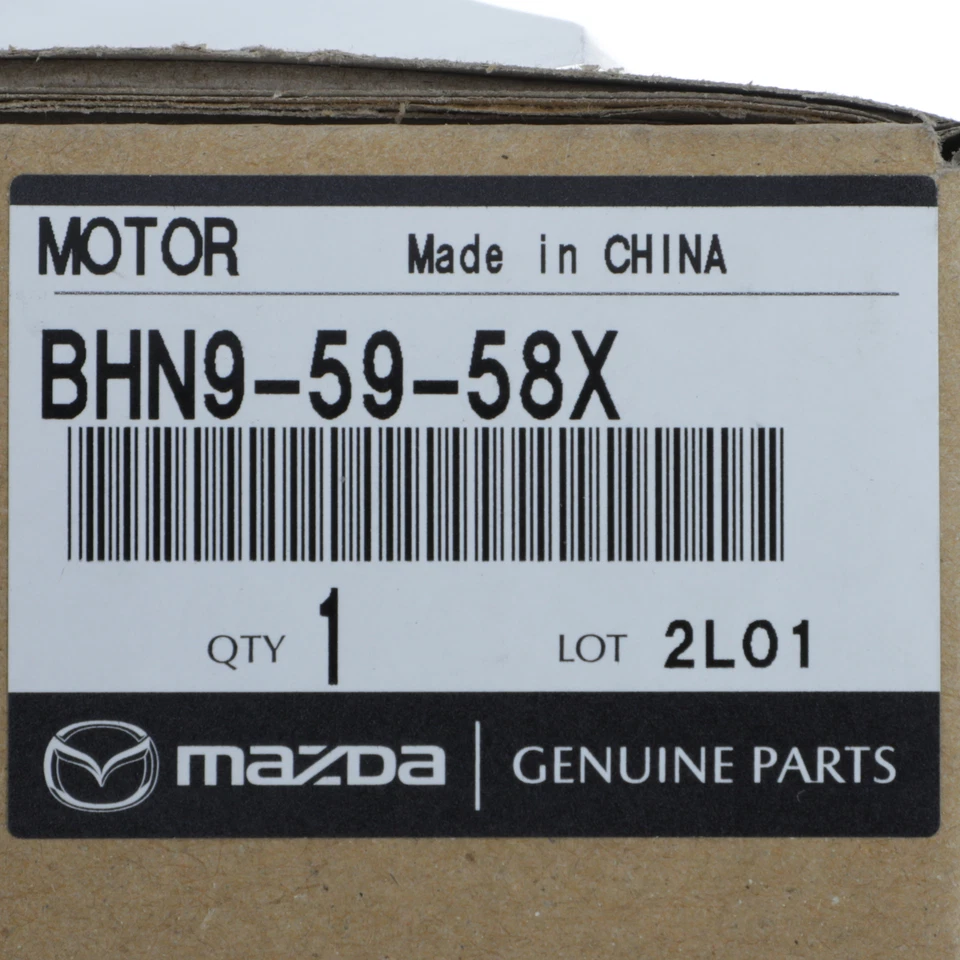 MOTOR Made in CHINA
BHN9-59-58X
QTY 1 LOT 2L01
mazda GENUINE PARTS